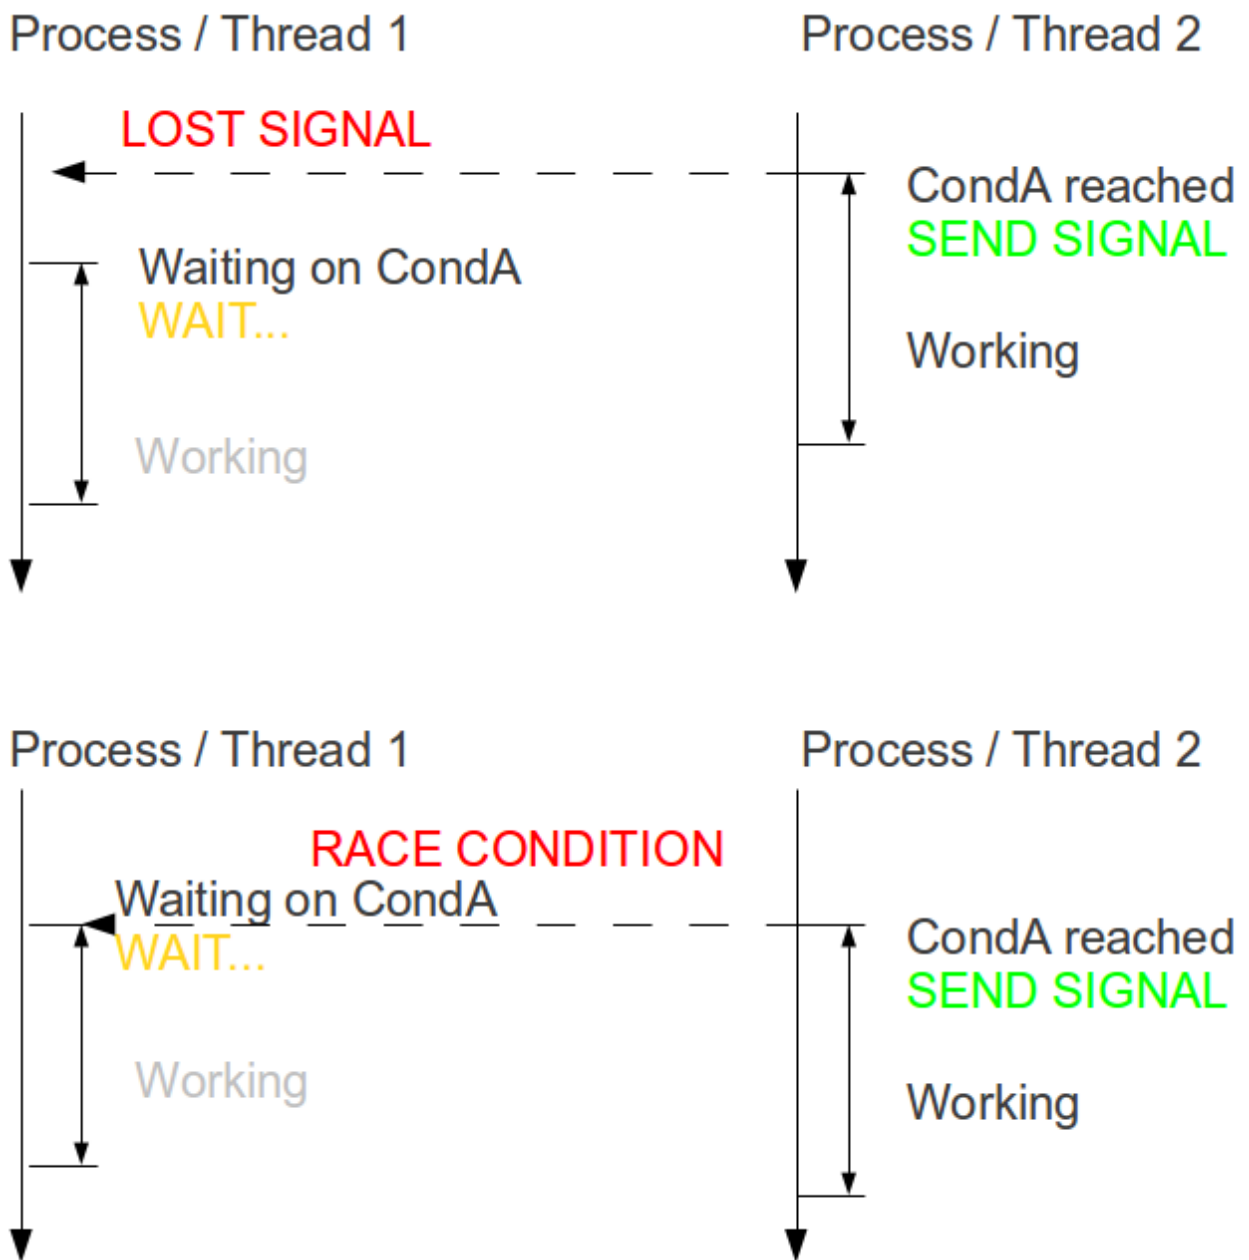 Process / Thread 1
Process / Thread 2
LOST SIGNAL
CondA reached
SEND SIGNAL
Waiting on CondA
WAIT...
Working
Working
Process / Thread 1
Process / Thread 2
RACE CONDITION
Waiting on CondA
WAIT...
CondA reached
SEND SIGNAL
Working
Working